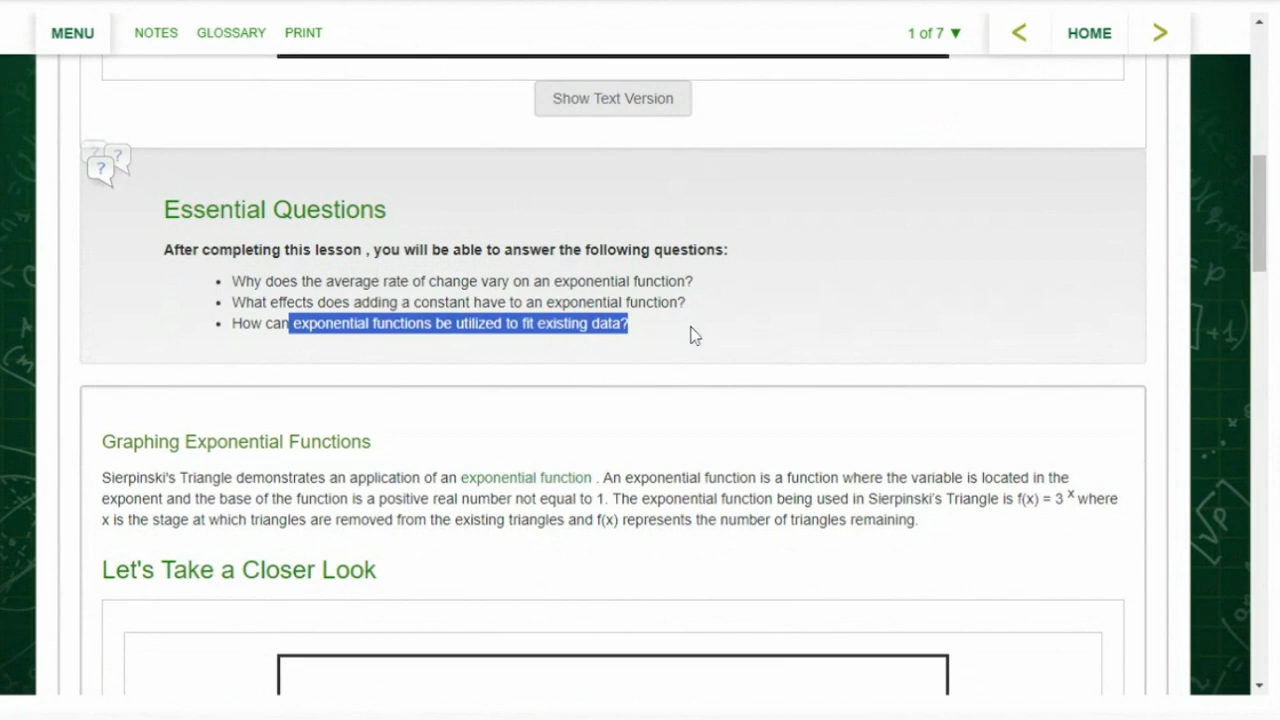 MENU NOTES GLOSSARY PRINT 1 of 7 ▼ < HOME >
Show Text Version
? ? ?
Essential Questions
After completing this lesson , you will be able to answer the following questions:
• Why does the average rate of change vary on an exponential function?
• What effects does adding a constant have to an exponential function?
• How can exponential functions be utilized to fit existing data?
Graphing Exponential Functions
Sierpinski's Triangle demonstrates an application of an exponential function . An exponential function is a function where the variable is located in the
exponent and the base of the function is a positive real number not equal to 1. The exponential function being used in Sierpinski's Triangle is f(x) = 3 ˣ where
x is the stage at which triangles are removed from the existing triangles and f(x) represents the number of triangles remaining.
Let's Take a Closer Look